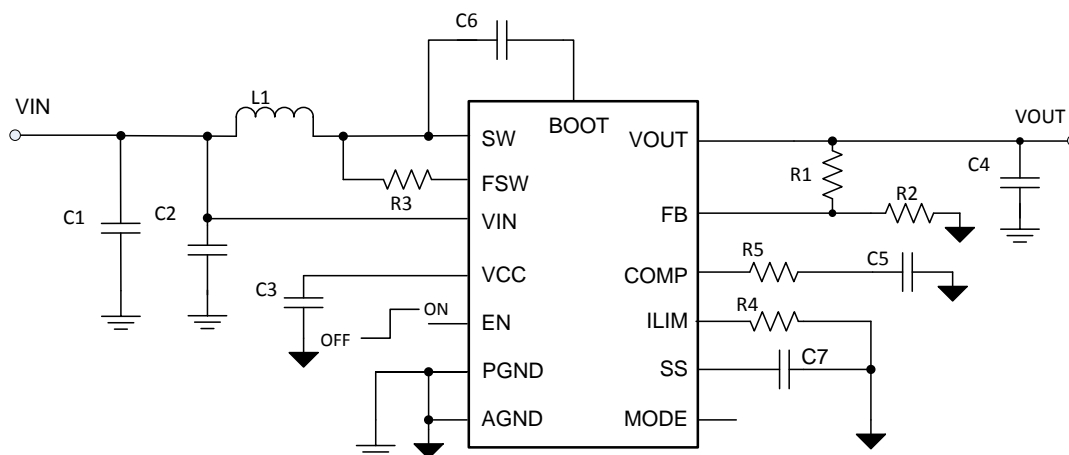 C6
VIN
L1
BOOT
VOUT
SW
VOUT
R1
C4
FSW
R3
R2
C1
C2
VIN
FB
VCC
COMP
R5
C5
C3
ON
EN
OFF
ILIM
R4
PGND
SS
C7
AGND
MODE